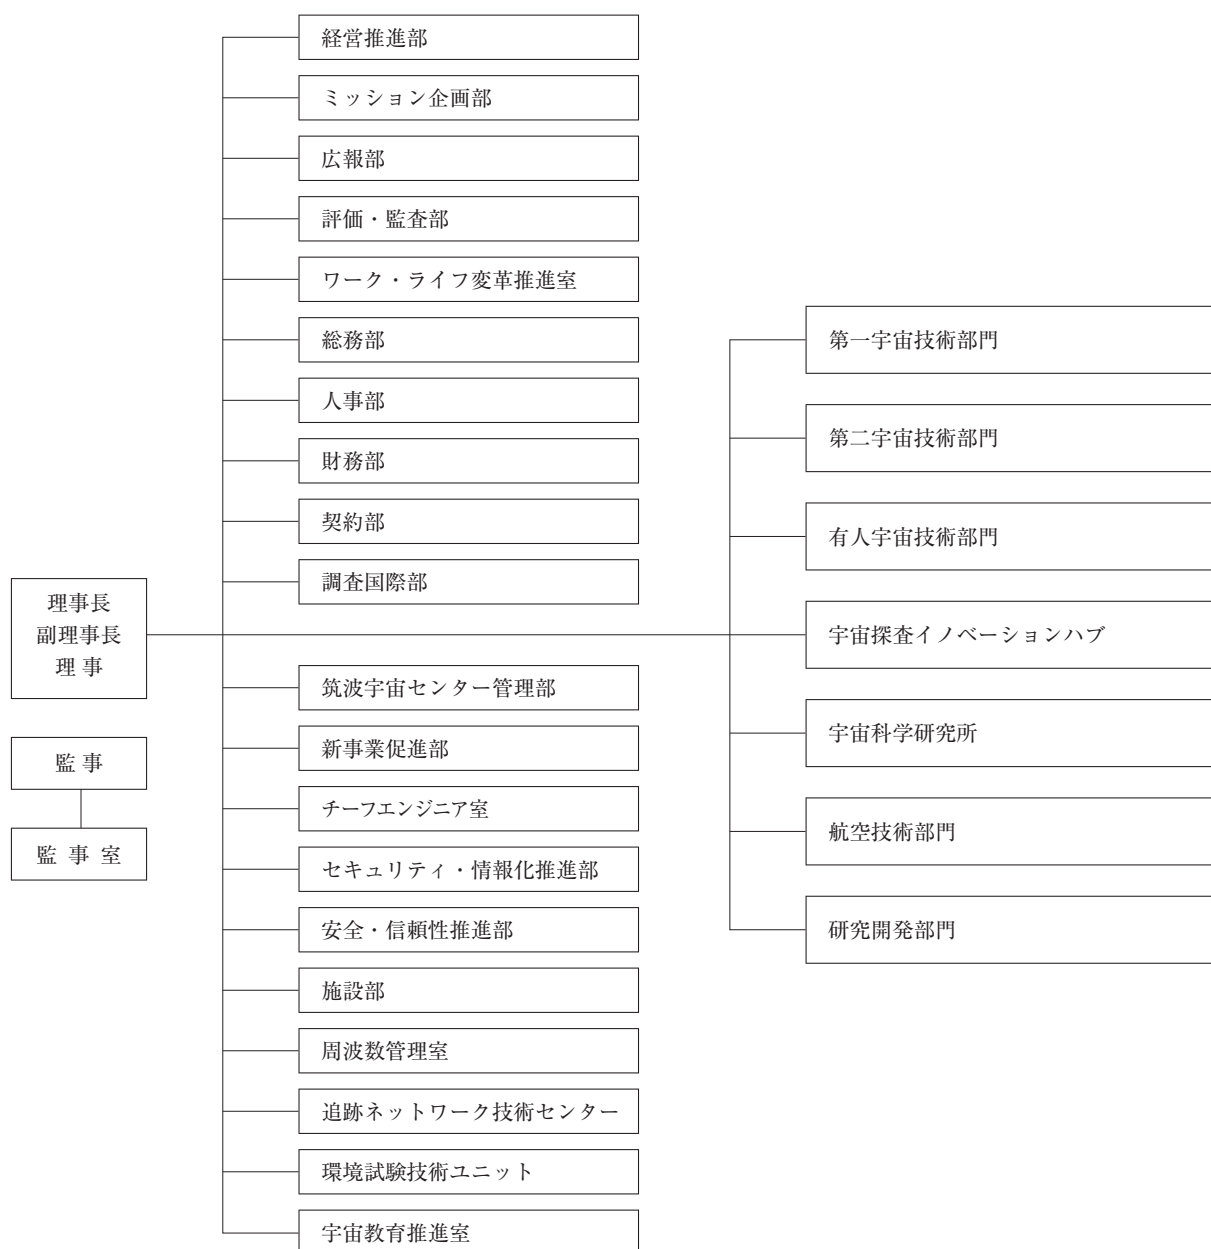 経営推進部
ミッション企画部
広報部
評価・監査部
ワーク・ライフ変革推進室
総務部
人事部
財務部
契約部
調査国際部
理事長
副理事長
理 事
監 事
監 事 室
筑波宇宙センター管理部
新事業促進部
チーフエンジニア室
セキュリティ・情報化推進部
安全・信頼性推進部
施設部
周波数管理室
追跡ネットワーク技術センター
環境試験技術ユニット
宇宙教育推進室
第一宇宙技術部門
第二宇宙技術部門
有人宇宙技術部門
宇宙探査イノベーションハブ
宇宙科学研究所
航空技術部門
研究開発部門